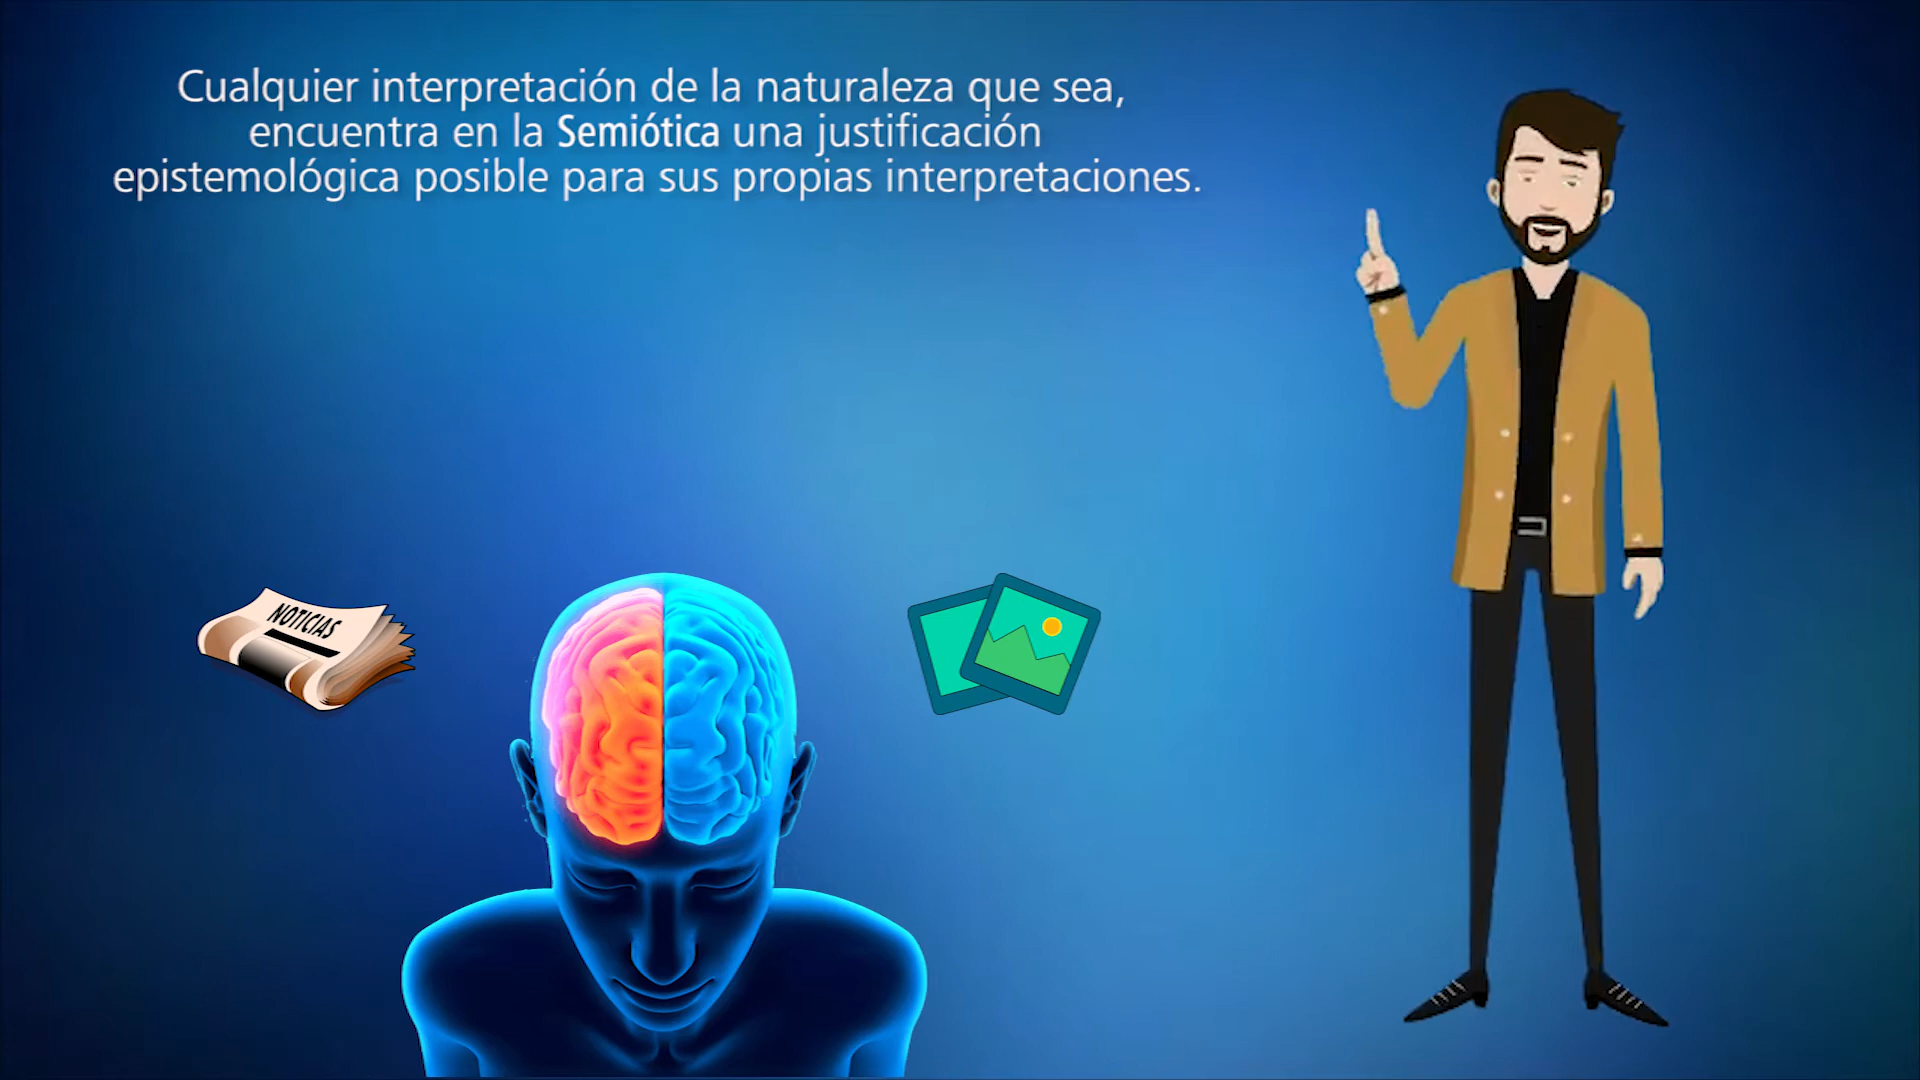 Cualquier interpretación de la naturaleza que sea,
encuentra en la Semiótica una justificación
epistemológica posible para sus propias interpretaciones.
NOTICIAS